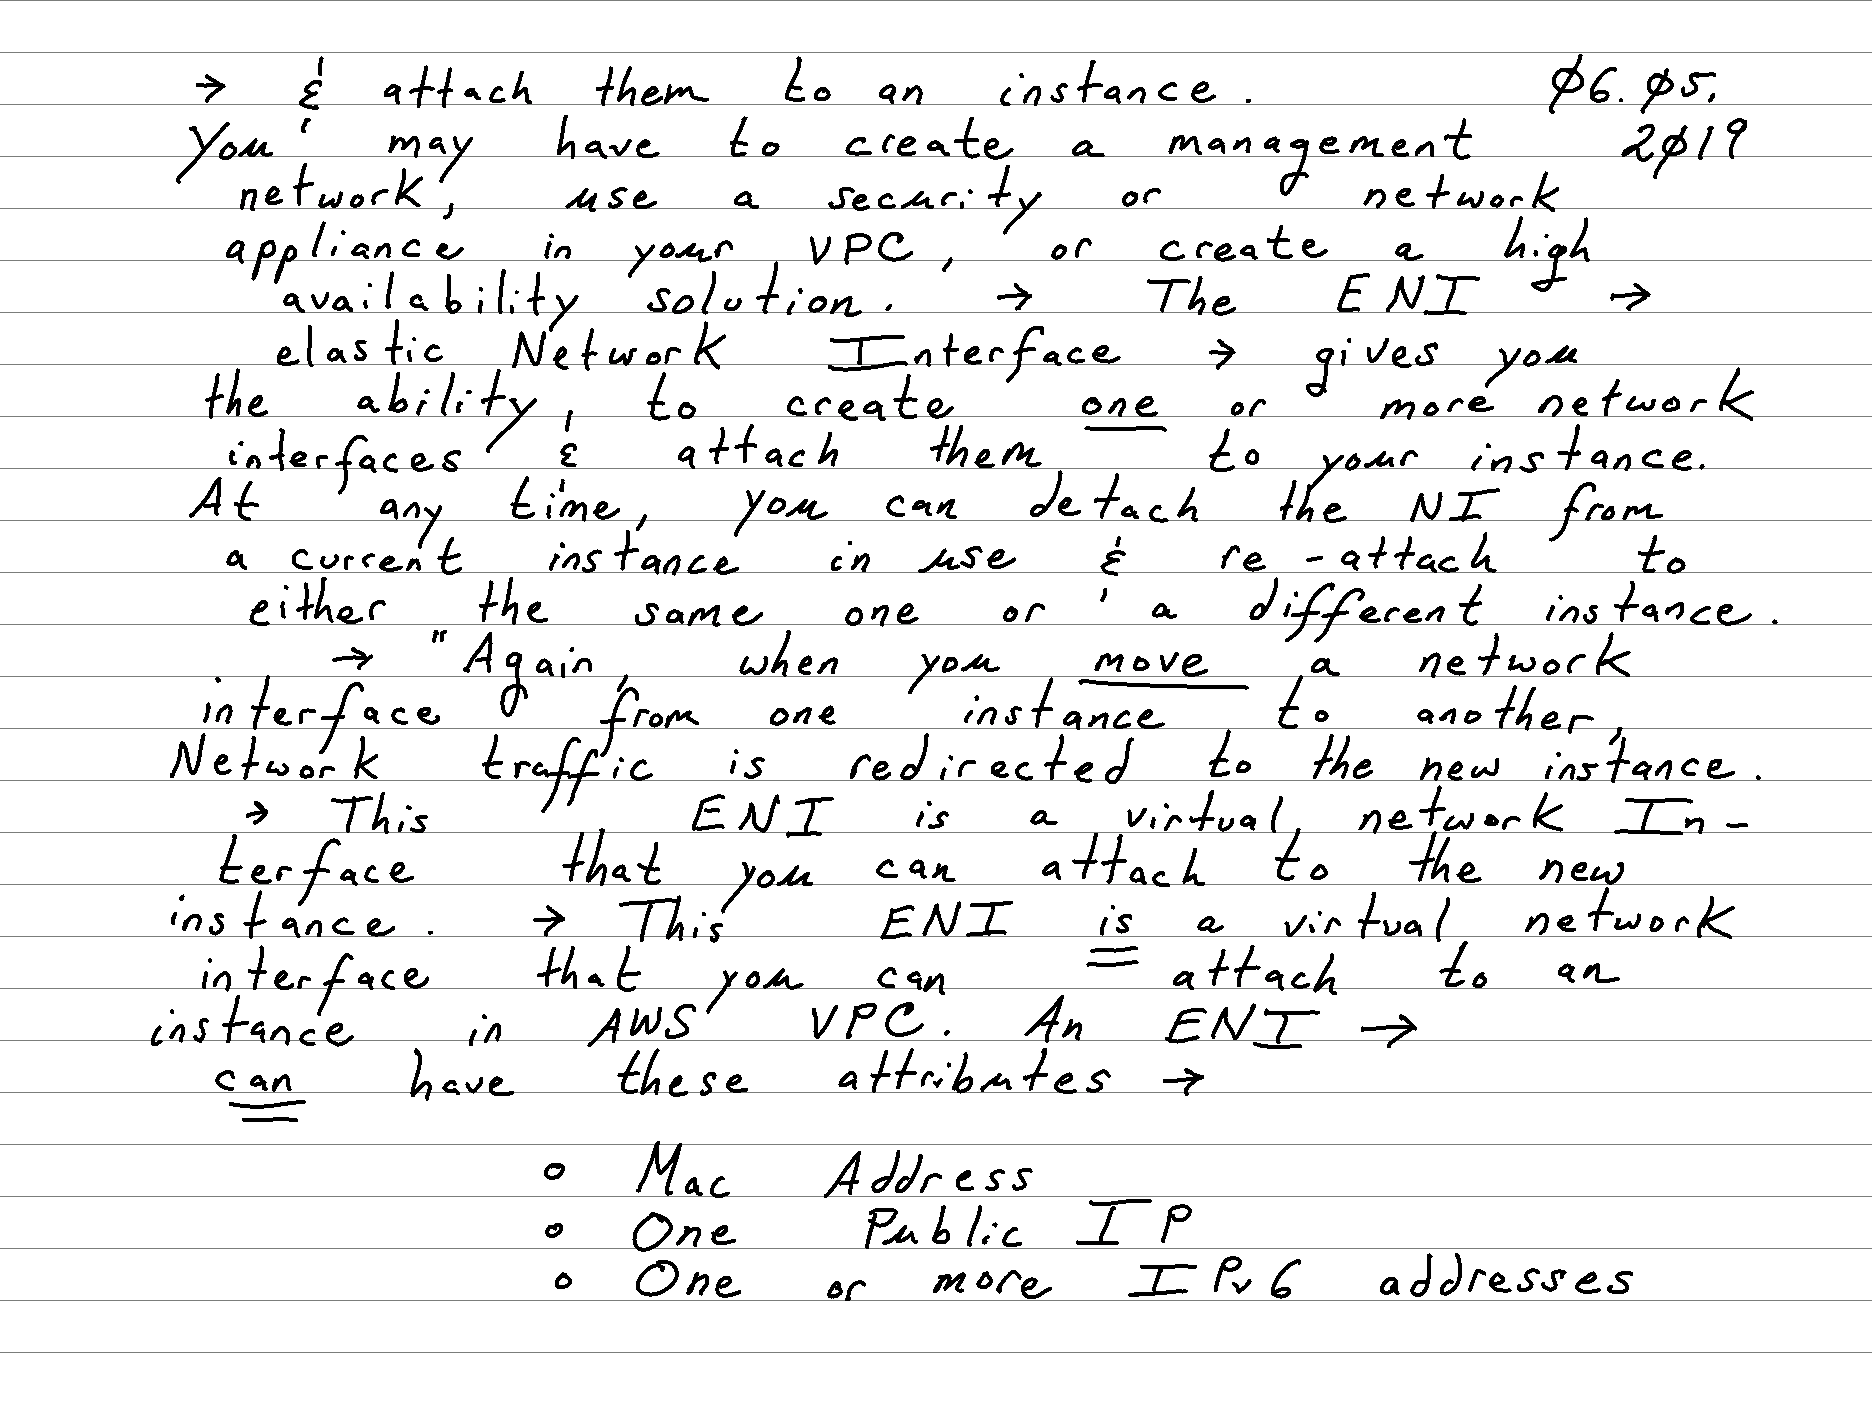 → & attach them to an instance. Ø6.Ø5.
You may have to create a management 2Ø19
network, use a security or network
appliance in your VPC, or create a high
availability solution. → The ENI →
elastic Network Interface → gives you
the ability, to create one or more network
interfaces & attach them to your instance.
At any time, you can detach the NI from
a current instance in use & re-attach to
either the same one or a different instance.
→ "Again, when you move a network
interface from one instance to another,
Network traffic is redirected to the new instance.
→ This ENI is a virtual network In-
terface that you can attach to the new
instance. → This ENI is a virtual network
interface that you can attach to an
instance in AWS VPC. An ENI →
can have these attributes →
○ Mac Address
○ One Public IP
○ One or more IPv6 addresses